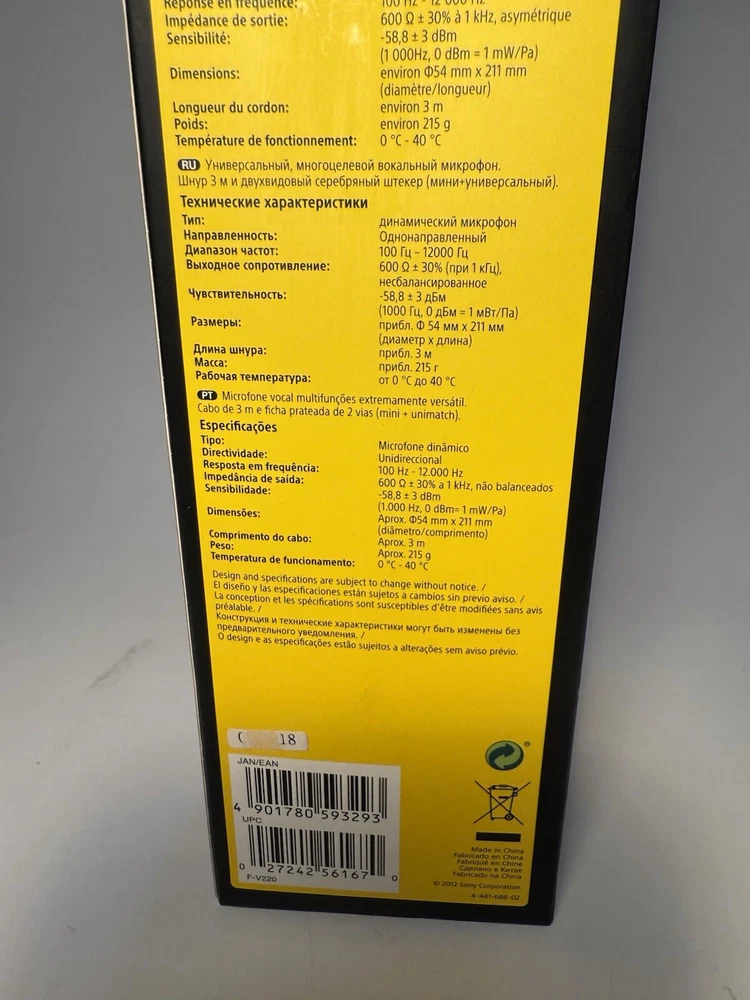 Réponse en fréquence: 100 Hz - 12 000 Hz
Impédance de sortie: 600 Ω ± 30% à 1 kHz, asymétrique
Sensibilité: -58,8 ± 3 dBm
(1 000Hz, 0 dBm = 1 mW/Pa)
Dimensions: environ Φ54 mm x 211 mm
(diamètre/longueur)
Longueur du cordon: environ 3 m
Poids: environ 215 g
Température de fonctionnement: 0 °C - 40 °C
RU Универсальный, многоцелевой вокальный микрофон.
Шнур 3 м и двухвидовый серебряный штекер (мини+универсальный).
Технические характеристики
Тип: динамический микрофон
Направленность: Однонаправленный
Диапазон частот: 100 Гц – 12000 Гц
Выходное сопротивление: 600 Ω ± 30% (при 1 кГц),
несбалансированное
Чувствительность: -58,8 ± 3 дБм
(1000 Гц, 0 дБм = 1 мВт/Па)
Размеры: прибл. Φ 54 мм x 211 мм
(диаметр x длина)
Длина шнура: прибл. 3 м
Масса: прибл. 215 г
Рабочая температура: от 0 °C до 40 °C
PT Microfone vocal multifunções extremamente versátil.
Cabo de 3 m e ficha prateada de 2 vias (mini + unimatch).
Especificações
Tipo: Microfone dinâmico
Directividade: Unidireccional
Resposta em frequência: 100 Hz - 12.000 Hz
Impedância de saída: 600 Ω ± 30% a 1 kHz, não balanceados
Sensibilidade: -58,8 ± 3 dBm
(1.000 Hz, 0 dBm= 1 mW/Pa)
Dimensões: Aprox. Φ54 mm x 211 mm
(diâmetro/comprimento)
Comprimento do cabo: Aprox. 3 m
Peso: Aprox. 215 g
Temperatura de funcionamento: 0 °C - 40 °C
Design and specifications are subject to change without notice. /
El diseño y las especificaciones están sujetos a cambios sin previo aviso. /
La conception et les spécifications sont susceptibles d'être modifiées sans avis
préalable. /
Конструкция и технические характеристики могут быть изменены без
предварительного уведомления. /
O design e as especificações estão sujeitos a alterações sem aviso prévio.
18
JAN/EAN
4 901780 593293
UPC
0 27242 56167 0
F-V220
®
Made in China
Fabricado en China
Fabriqué en Chine
Сделано в Китае
Fabricado na China
© 2012 Sony Corporation
4-441-688-02